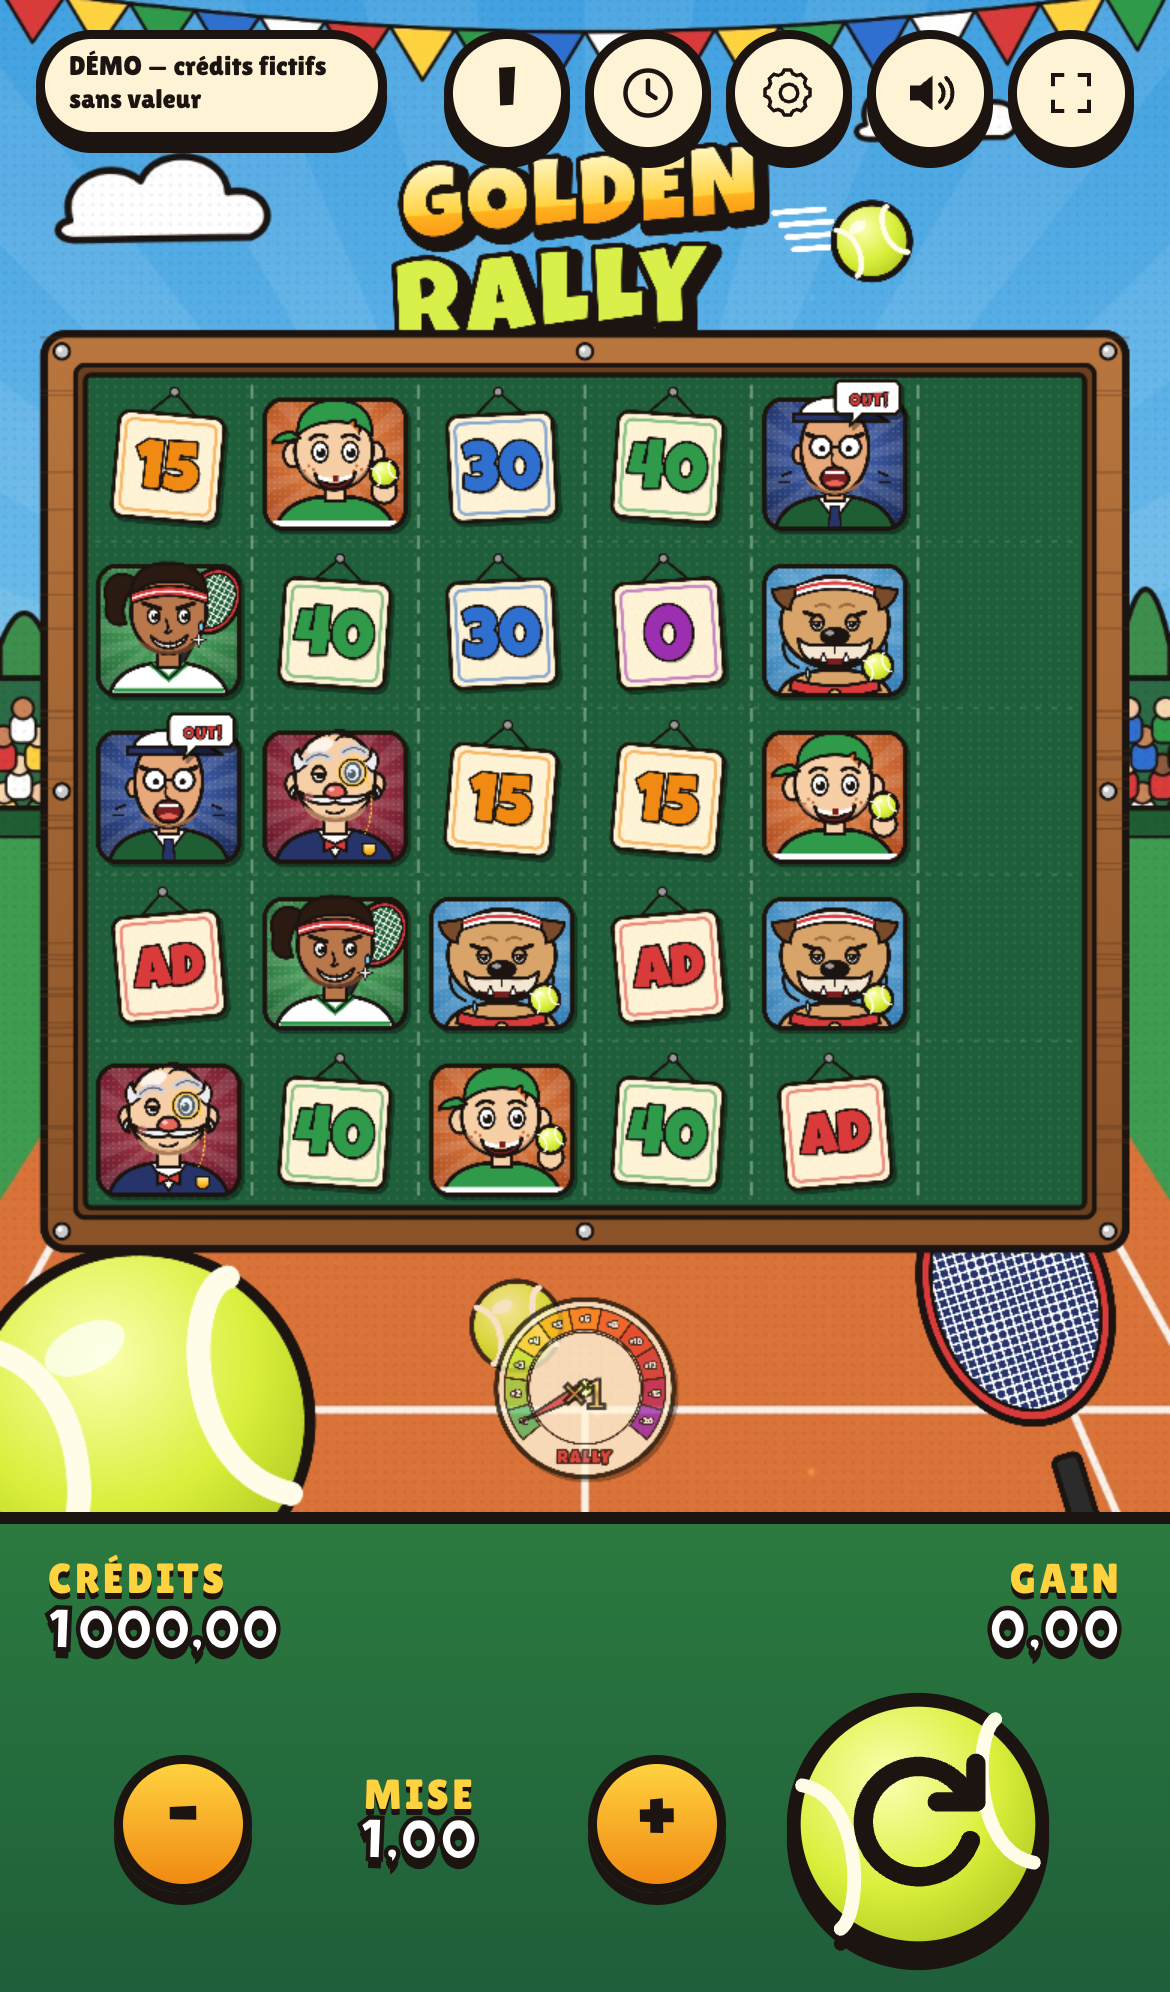 DÉMO – crédits fictifs
sans valeur
!
GOLDEN
RALLY
15 30 40 OUT!
40 30 0
OUT! 15 15
AD AD
40 40 AD
×1
RALLY
CRÉDITS GAIN
1000,00 0,00
- MISE +
1,00